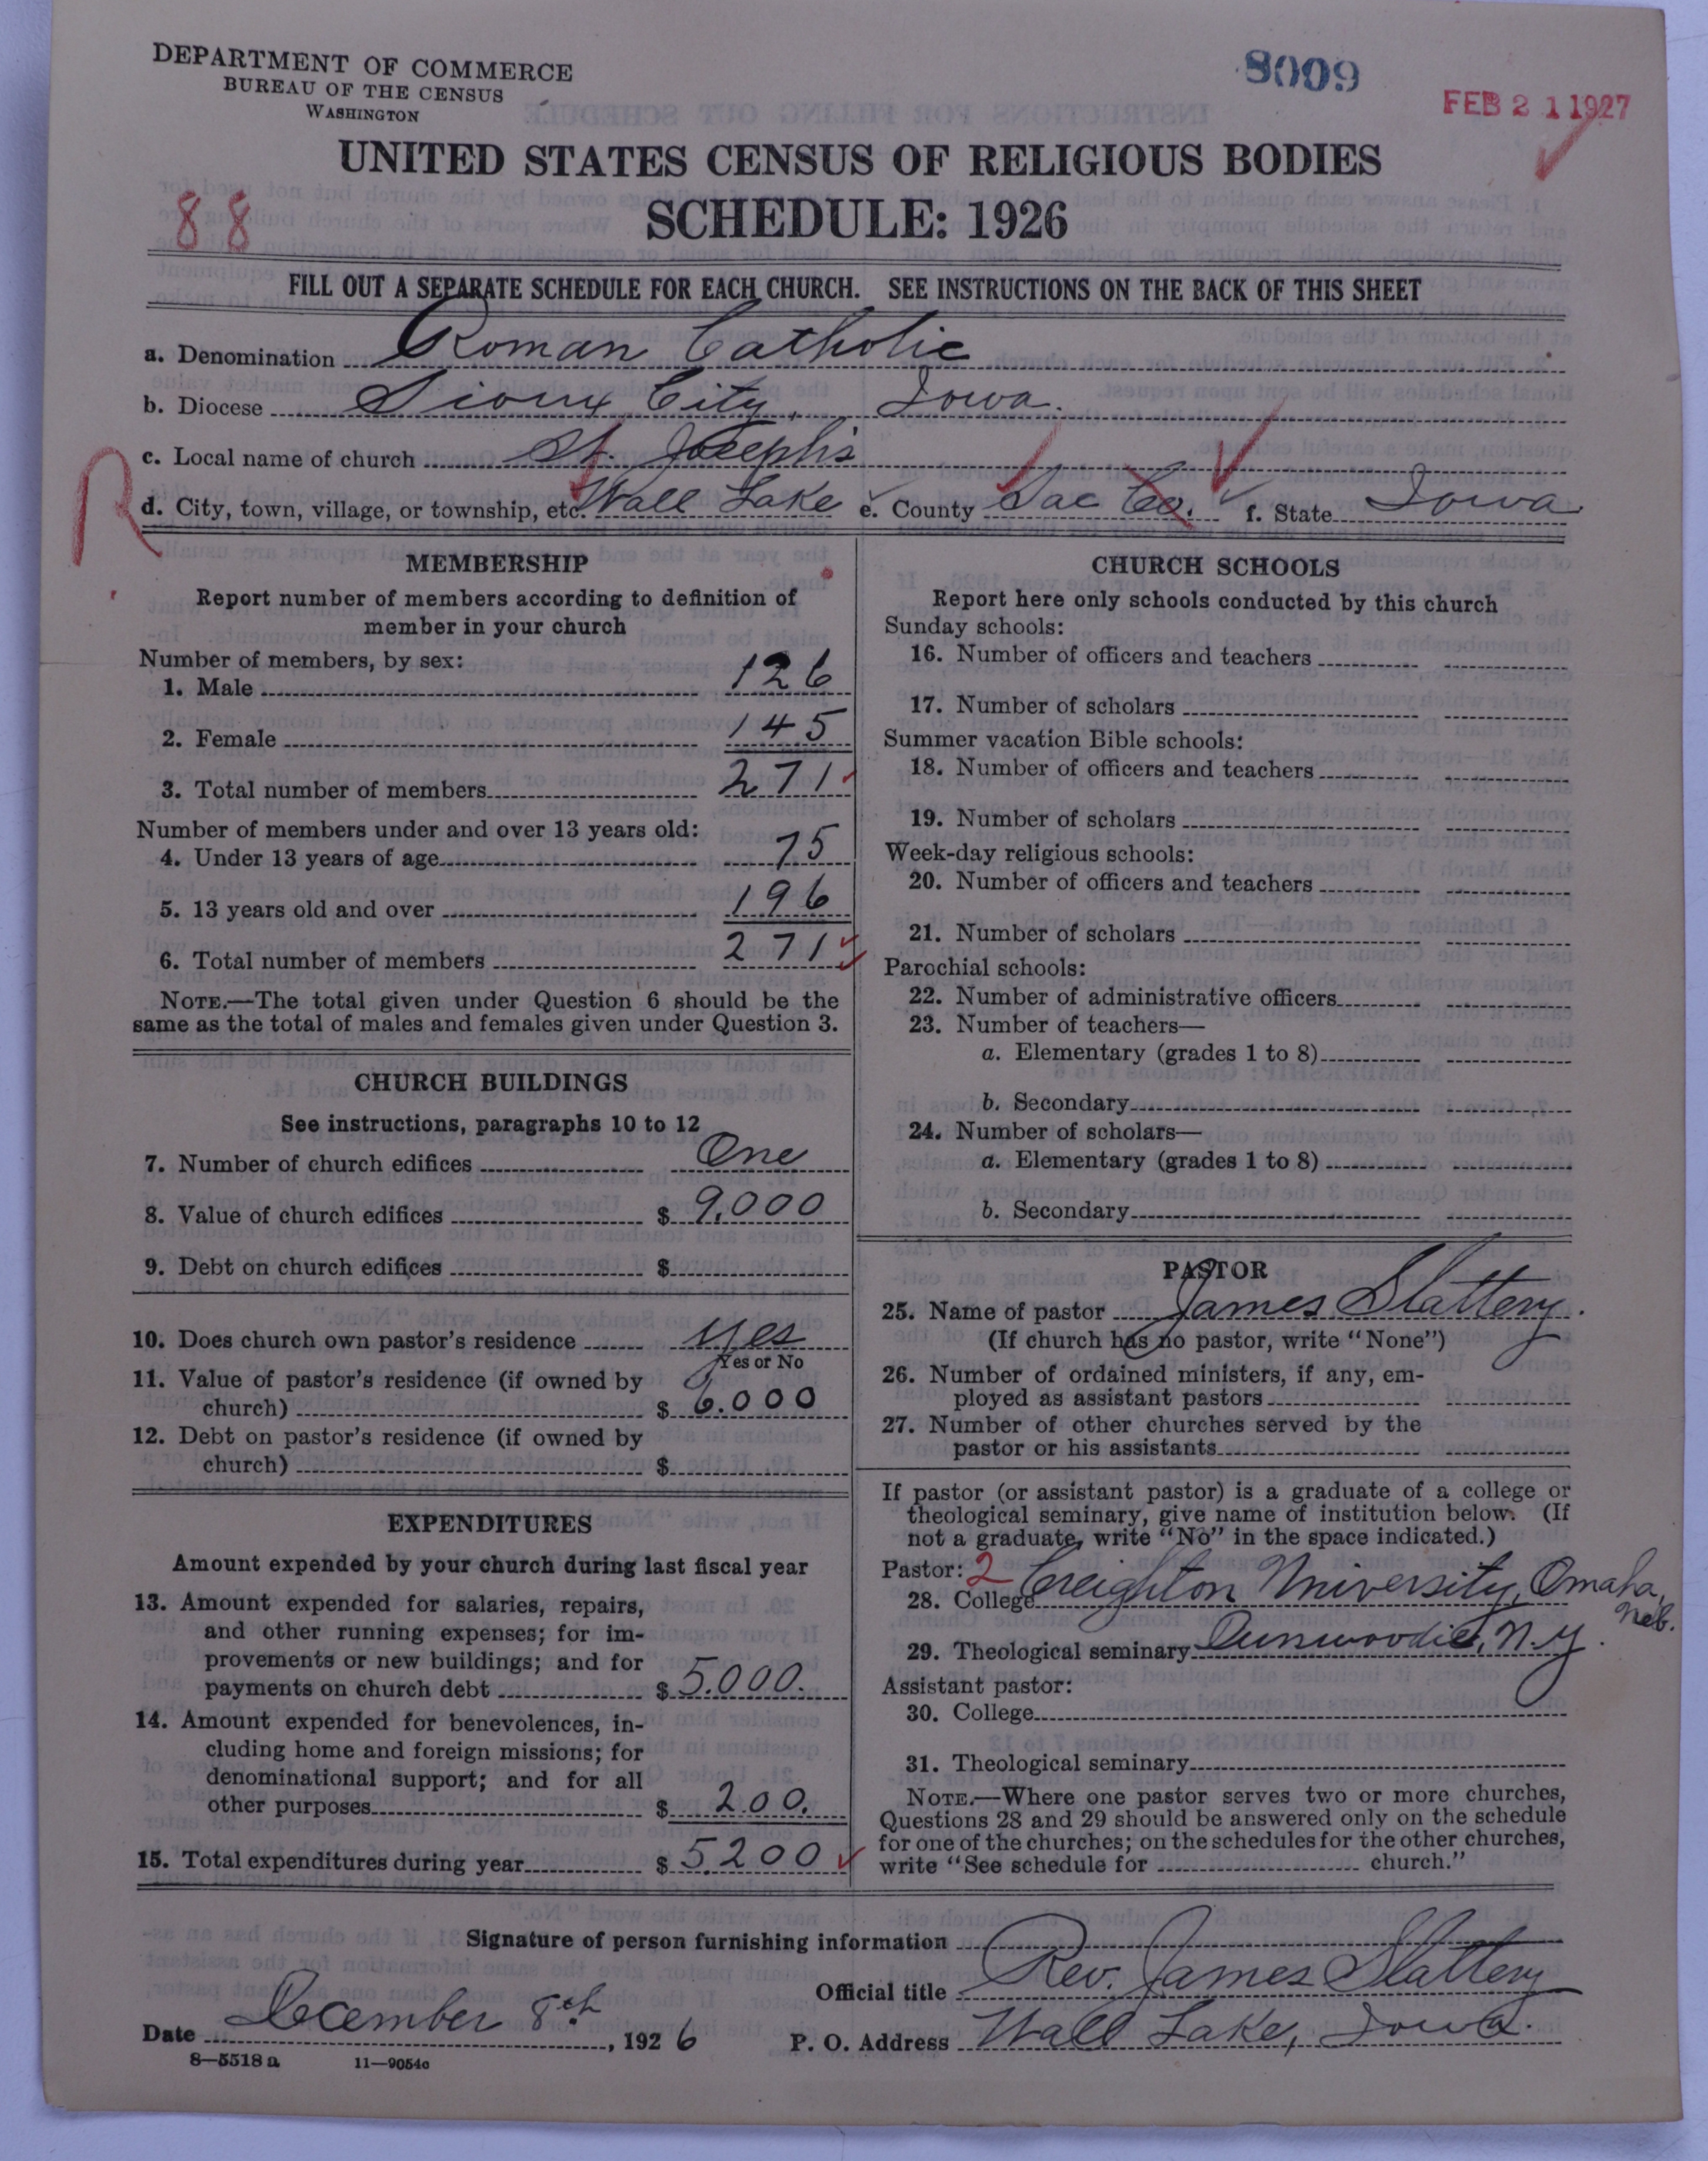 DEPARTMENT OF COMMERCE
BUREAU OF THE CENSUS
WASHINGTON
8009
FEB 21 1927
UNITED STATES CENSUS OF RELIGIOUS BODIES
88
SCHEDULE: 1926
FILL OUT A SEPARATE SCHEDULE FOR EACH CHURCH. SEE INSTRUCTIONS ON THE BACK OF THIS SHEET
a. Denomination Roman Catholic
b. Diocese Sioux City, Iowa.
c. Local name of church St. Joseph's
R
d. City, town, village, or township, etc. Wall Lake e. County Sac Co. f. State Iowa
MEMBERSHIP
Report number of members according to definition of
member in your church
Number of members, by sex:
1. Male 126
2. Female 145
3. Total number of members 271
Number of members under and over 13 years old:
4. Under 13 years of age 75
5. 13 years old and over 196
6. Total number of members 271
NOTE.—The total given under Question 6 should be the
same as the total of males and females given under Question 3.
CHURCH BUILDINGS
See instructions, paragraphs 10 to 12
7. Number of church edifices One
8. Value of church edifices $ 9,000
9. Debt on church edifices $
10. Does church own pastor's residence yes
Yes or No
11. Value of pastor's residence (if owned by
church) $ 6.000
12. Debt on pastor's residence (if owned by
church) $
EXPENDITURES
Amount expended by your church during last fiscal year
13. Amount expended for salaries, repairs,
and other running expenses; for im-
provements or new buildings; and for
payments on church debt $ 5.000.
14. Amount expended for benevolences, in-
cluding home and foreign missions; for
denominational support; and for all
other purposes $ 200.
15. Total expenditures during year $ 5.200
CHURCH SCHOOLS
Report here only schools conducted by this church
Sunday schools:
16. Number of officers and teachers
17. Number of scholars
Summer vacation Bible schools:
18. Number of officers and teachers
19. Number of scholars
Week-day religious schools:
20. Number of officers and teachers
21. Number of scholars
Parochial schools:
22. Number of administrative officers
23. Number of teachers—
a. Elementary (grades 1 to 8)
b. Secondary
24. Number of scholars—
a. Elementary (grades 1 to 8)
b. Secondary
PASTOR
25. Name of pastor James Slattery.
(If church has no pastor, write "None")
26. Number of ordained ministers, if any, em-
ployed as assistant pastors
27. Number of other churches served by the
pastor or his assistants
If pastor (or assistant pastor) is a graduate of a college or
theological seminary, give name of institution below. (If
not a graduate, write "No" in the space indicated.)
Pastor: 2
28. College Creighton University, Omaha, Neb.
29. Theological seminary Dunwoodie, N.Y.
Assistant pastor:
30. College
31. Theological seminary
NOTE.—Where one pastor serves two or more churches,
Questions 28 and 29 should be answered only on the schedule
for one of the churches; on the schedules for the other churches,
write "See schedule for church."
Signature of person furnishing information
Official title Rev. James Slattery
Date December 8th, 1926 P. O. Address Wall Lake, Iowa.
8—5518 a 11—9054c